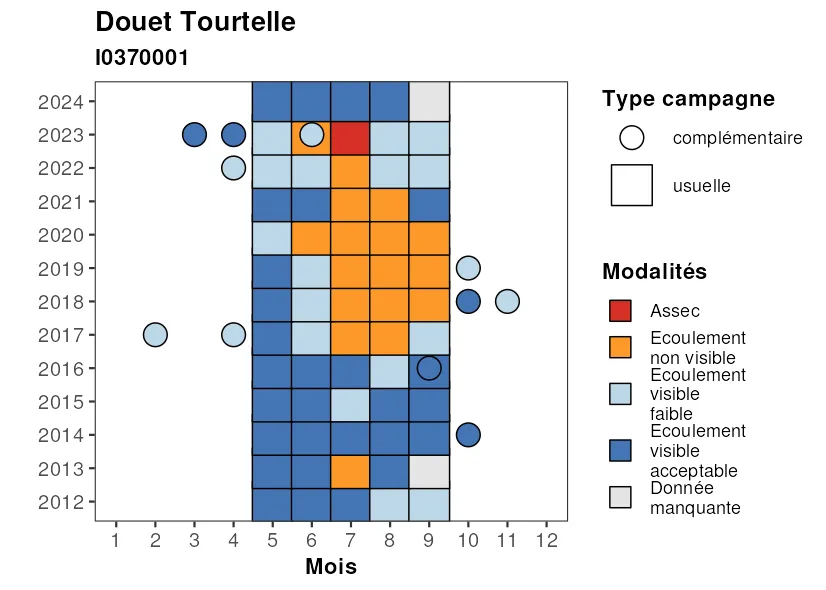 Douet Tourtelle
I0370001
2024
2023
2022
2021
2020
2019
2018
2017
2016
2015
2014
2013
2012
1 2 3 4 5 6 7 8 9 10 11 12
Mois
Type campagne
complémentaire
usuelle
Modalités
Assec
Ecoulement
non visible
Ecoulement
visible
faible
Ecoulement
visible
acceptable
Donnée
manquante